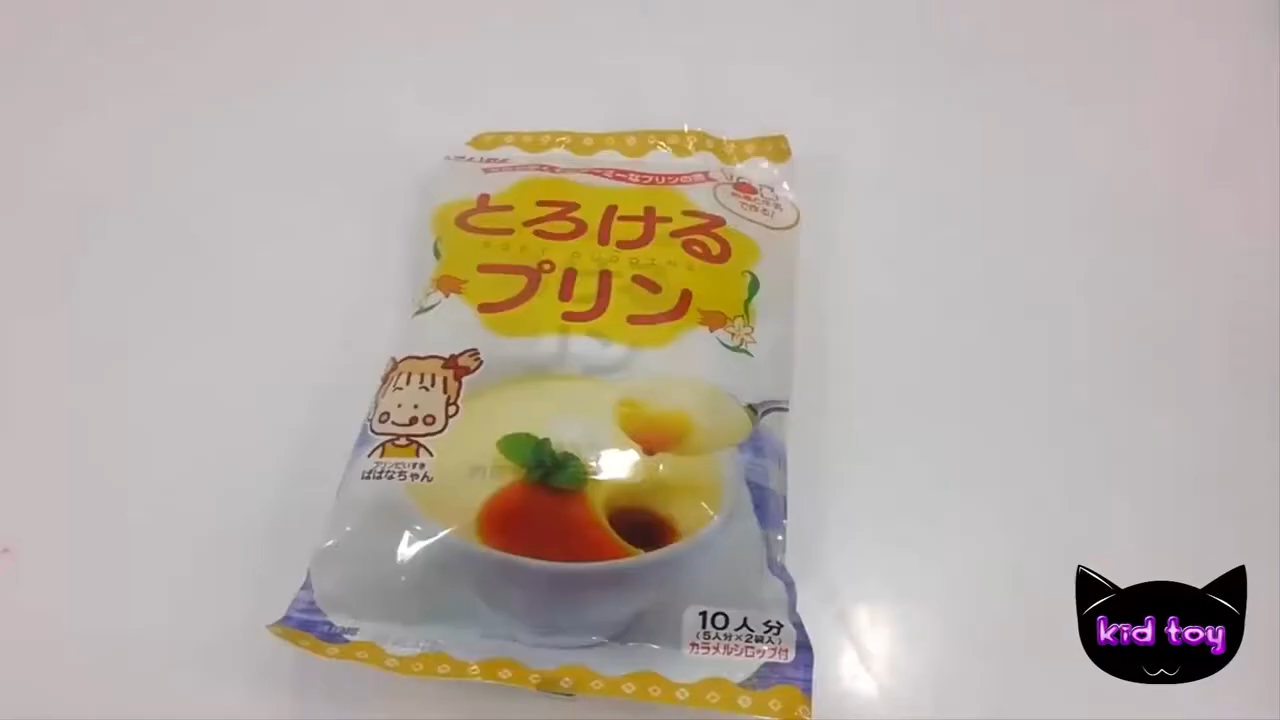 とろける
SOFT PUDDING
プリン
プリンだいすき
ぱぱなちゃん
10人分
(5人分×2袋入)
カラメルシロップ付
kid toy